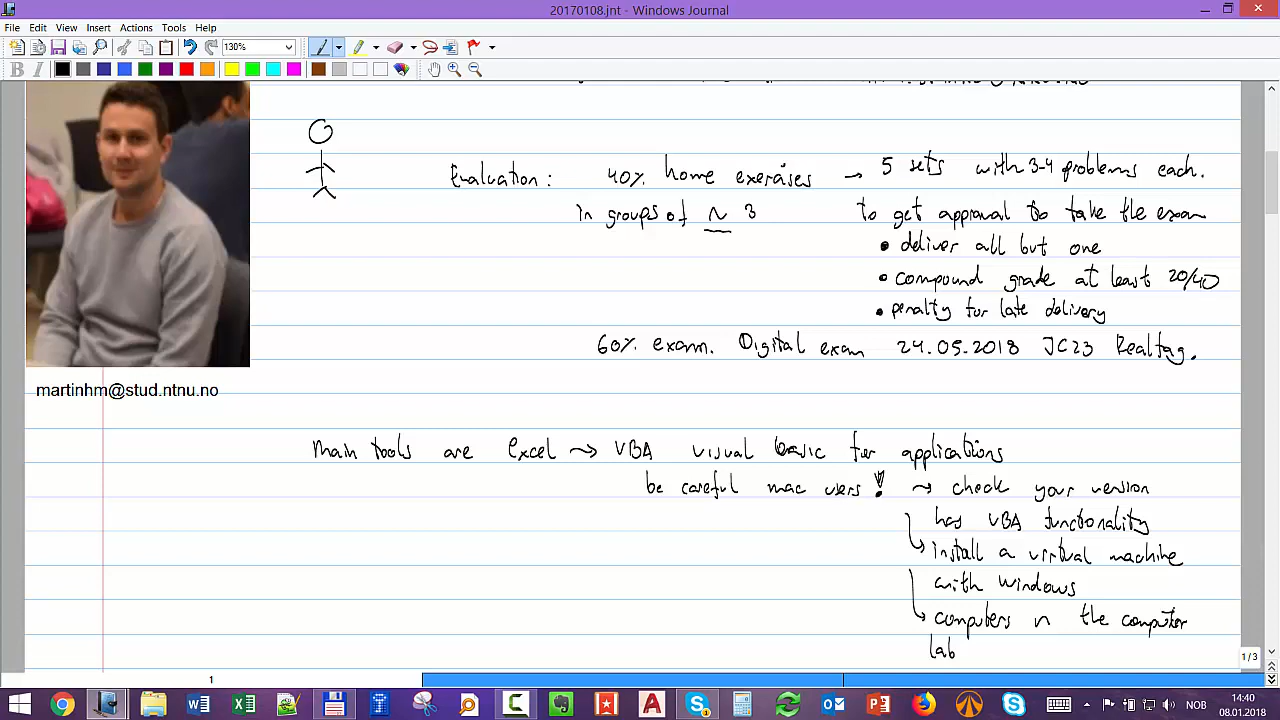 20170108.jnt - Windows Journal
File Edit View Insert Actions Tools Help
130%
B I
Evaluation: 40% home exerises → 5 sets with 3-4 problems each.
in groups of ~ 3 to get approval to take the exam
• deliver all but one
• compound grade at least 20/40
• penalty for late delivery
60% exam. Digital exam 24.05.2018 JC23 Realtag.
martinhm@stud.ntnu.no
Main tools are Excel → VBA visual basic for applications
be careful mac users ! → check your version
has VBA functionality
install a virtual machine
with windows
computers in the computer
lab
1/3
1
14:40
NOB
08.01.2018